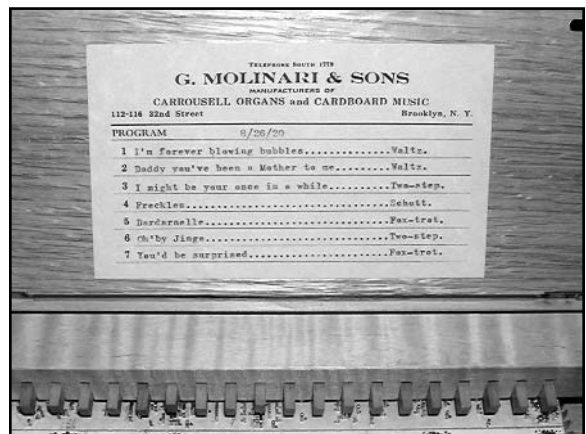 TELEPHONE SOUTH 1779
G. MOLINARI & SONS
MANUFACTURERS OF
CARROUSELL ORGANS and CARDBOARD MUSIC
112-116 32nd Street Brooklyn, N. Y.
PROGRAM 8/26/20
1 I'm forever blowing bubbles..............Waltz.
2 Daddy you've been a Mother to me.........Waltz.
3 I might be your once in a while.........Two-step.
4 Freckles.................................Schott.
5 Dardarnelle..............................Fox-trot.
6 Oh'by Jingo..............................Two-step.
7 You'd be surprised.......................Fox-trot.